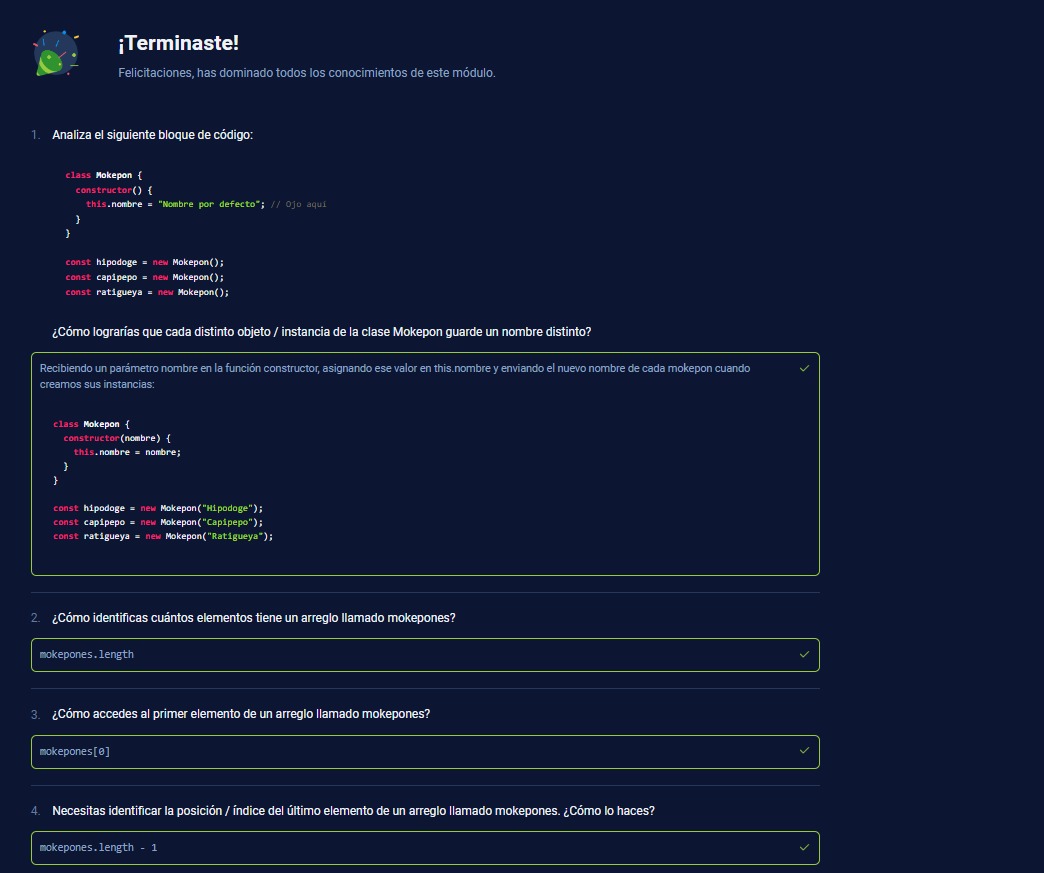 ¡Terminaste!
Felicitaciones, has dominado todos los conocimientos de este módulo.
1. Analiza el siguiente bloque de código:
class Mokepon {
  constructor() {
    this.nombre = "Nombre por defecto"; // Ojo aquí
  }
}
const hipodoge = new Mokepon();
const capipepo = new Mokepon();
const ratigueya = new Mokepon();
¿Cómo lograrías que cada distinto objeto / instancia de la clase Mokepon guarde un nombre distinto?
Recibiendo un parámetro nombre en la función constructor, asignando ese valor en this.nombre y enviando el nuevo nombre de cada mokepon cuando
creamos sus instancias:
class Mokepon {
  constructor(nombre) {
    this.nombre = nombre;
  }
}
const hipodoge = new Mokepon("Hipodoge");
const capipepo = new Mokepon("Capipepo");
const ratigueya = new Mokepon("Ratigueya");
2. ¿Cómo identificas cuántos elementos tiene un arreglo llamado mokepones?
mokepones.length
3. ¿Cómo accedes al primer elemento de un arreglo llamado mokepones?
mokepones[0]
4. Necesitas identificar la posición / índice del último elemento de un arreglo llamado mokepones. ¿Cómo lo haces?
mokepones.length - 1